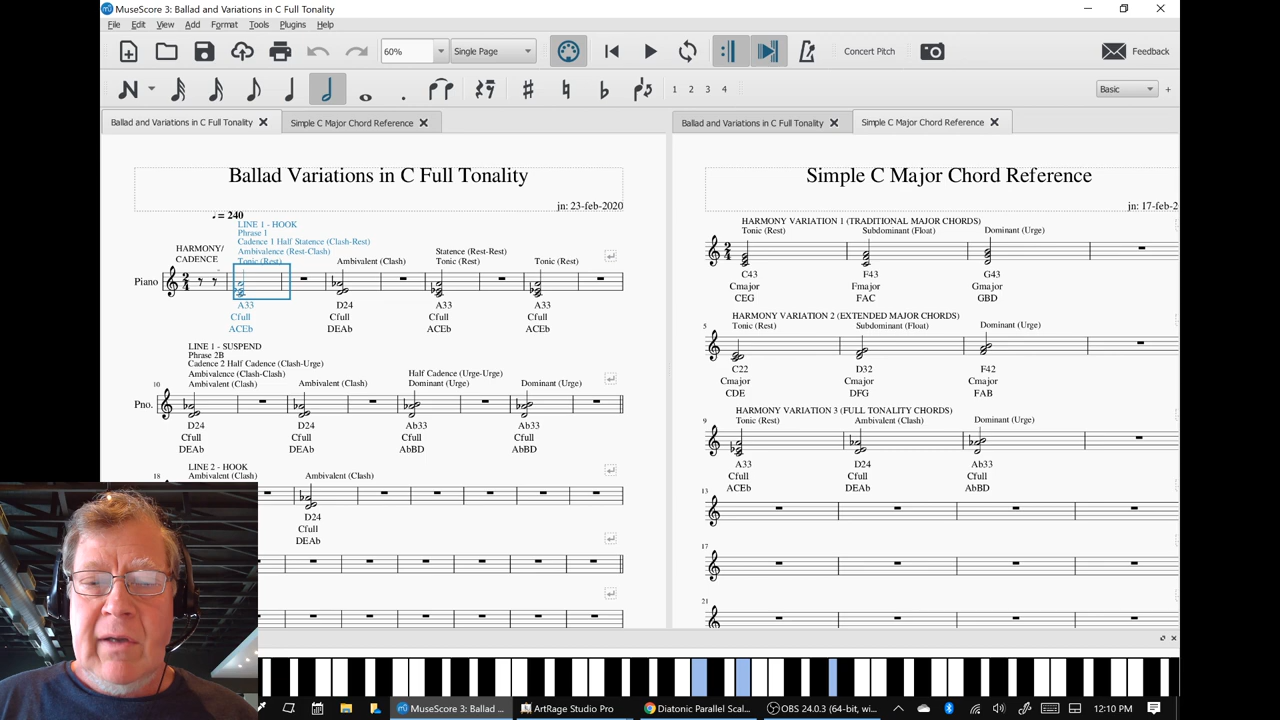 MuseScore 3: Ballad and Variations in C Full Tonality
File Edit View Add Format Tools Plugins Help
60% Single Page Concert Pitch Feedback
1 2 3 4 Basic +
Ballad and Variations in C Full Tonality Simple C Major Chord Reference
Ballad and Variations in C Full Tonality Simple C Major Chord Reference
Ballad Variations in C Full Tonality
jn: 23-feb-2020
= 240
LINE 1 - HOOK
Phrase 1
Cadence 1 Half Statence (Clash-Rest)
Ambivalence (Rest-Clash)
Tonic (Rest)
HARMONY/
CADENCE
Ambivalent (Clash)
Statence (Rest-Rest)
Tonic (Rest)
Tonic (Rest)
Piano
A33 D24 A33 A33
Cfull Cfull Cfull Cfull
ACEb DEAb ACEb ACEb
LINE 1 - SUSPEND
Phrase 2B
Cadence 2 Half Cadence (Clash-Urge)
Ambivalence (Clash-Clash)
Ambivalent (Clash) Ambivalent (Clash)
Half Cadence (Urge-Urge)
Dominant (Urge) Dominant (Urge)
10
Pno.
D24 D24 Ab33 Ab33
Cfull Cfull Cfull Cfull
DEAb DEAb AbBD AbBD
LINE 2 - HOOK
Ambivalent (Clash) Ambivalent (Clash)
18
D24
Cfull
DEAb
Simple C Major Chord Reference
jn: 17-feb-2
HARMONY VARIATION 1 (TRADITIONAL MAJOR CHORDS)
Tonic (Rest) Subdominant (Float) Dominant (Urge)
C43 F43 G43
Cmajor Fmajor Gmajor
CEG FAC GBD
HARMONY VARIATION 2 (EXTENDED MAJOR CHORDS)
Tonic (Rest) Subdominant (Float) Dominant (Urge)
5
C22 D32 F42
Cmajor Cmajor Cmajor
CDE DFG FAB
HARMONY VARIATION 3 (FULL TONALITY CHORDS)
Tonic (Rest) Ambivalent (Clash) Dominant (Urge)
9
A33 D24 Ab33
Cfull Cfull Cfull
ACEb DEAb AbBD
13
17
21
MuseScore 3: Ballad ... ArtRage Studio Pro Diatonic Parallel Scal... OBS 24.0.3 (64-bit, wi... 12:10 PM